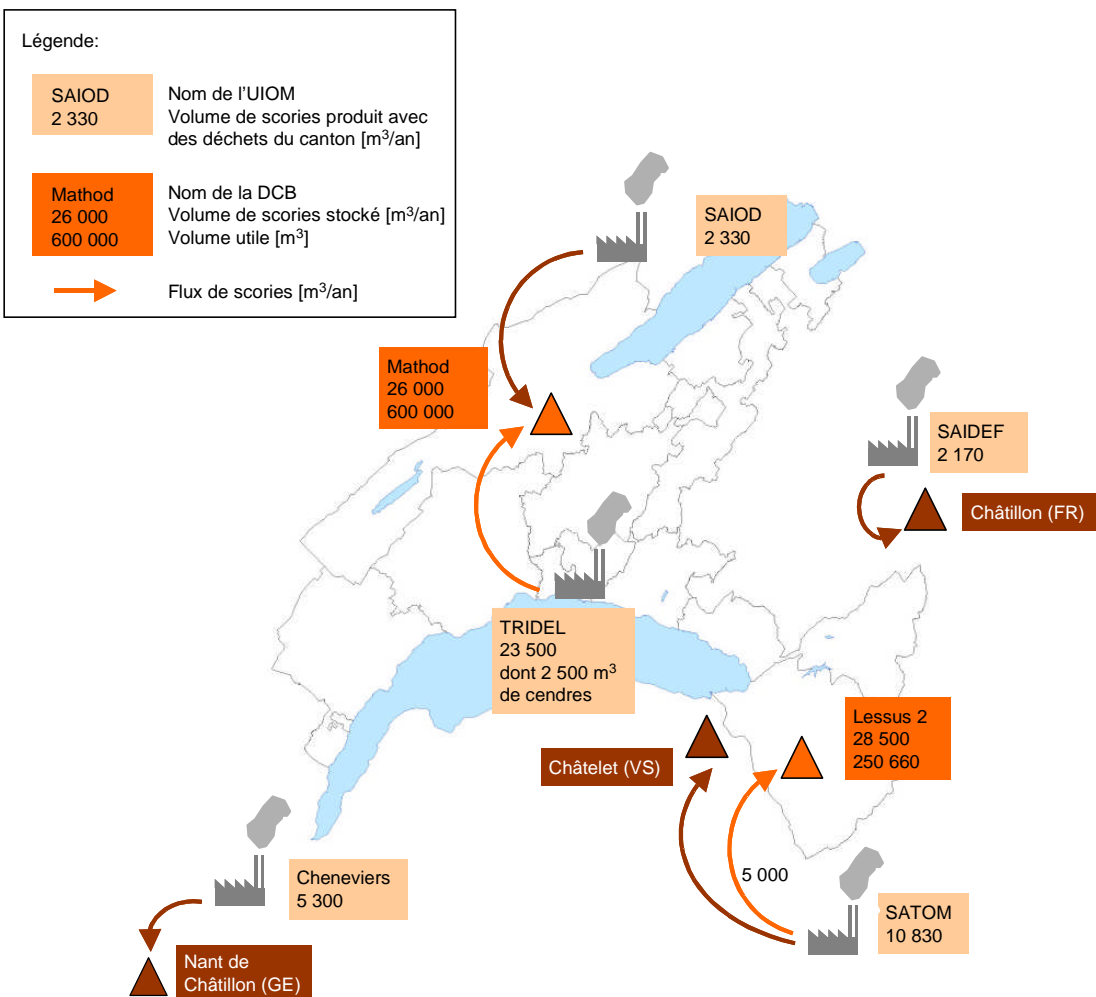 Légende:
SAIOD
2 330
Nom de l'UIOM
Volume de scories produit avec
des déchets du canton [m³/an]
Mathod
26 000
600 000
Nom de la DCB
Volume de scories stocké [m³/an]
Volume utile [m³]
Flux de scories [m³/an]
SAIOD
2 330
Mathod
26 000
600 000
SAIDEF
2 170
Châtillon (FR)
TRIDEL
23 500
dont 2 500 m³
de cendres
Lessus 2
28 500
250 660
Châtelet (VS)
5 000
Cheneviers
5 300
SATOM
10 830
Nant de
Châtillon (GE)